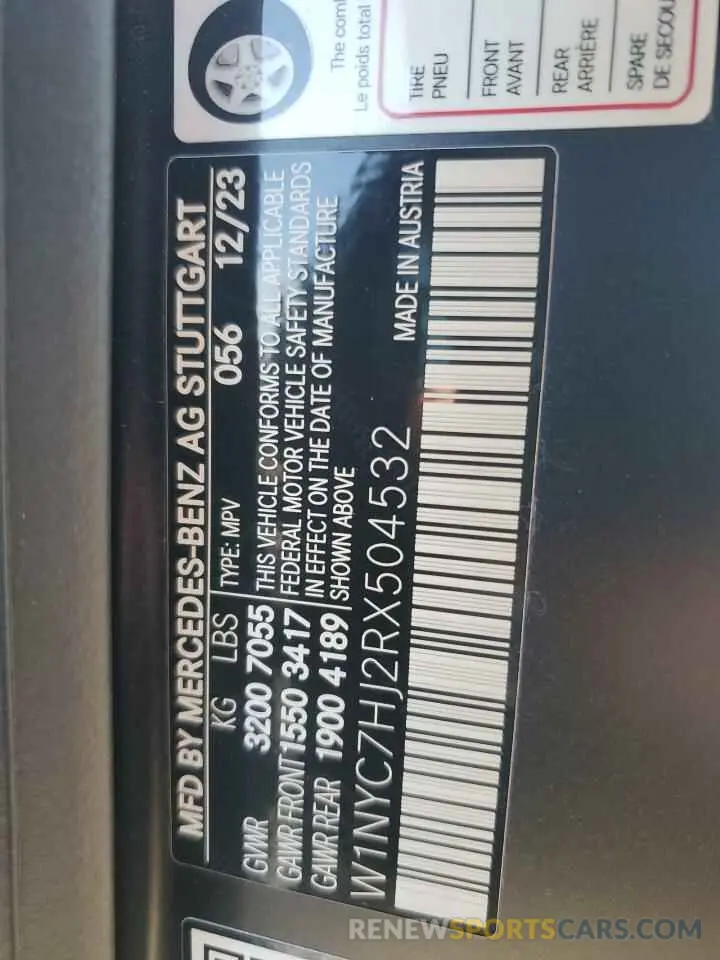 The com
Le poids total
TIRE
PNEU
FRONT
AVANT
REAR
ARRIÈRE
SPARE
DE SECOU
MFD BY MERCEDES-BENZ AG STUTTGART
KG LBS TYPE: MPV 056 12/23
GVWR 3200 7055 THIS VEHICLE CONFORMS TO ALL APPLICABLE
GAWR FRONT 1550 3417 FEDERAL MOTOR VEHICLE SAFETY STANDARDS
GAWR REAR 1900 4189 IN EFFECT ON THE DATE OF MANUFACTURE
SHOWN ABOVE
W1NYC7HJ2RX504532 MADE IN AUSTRIA
RENEWSPORTSCARS.COM